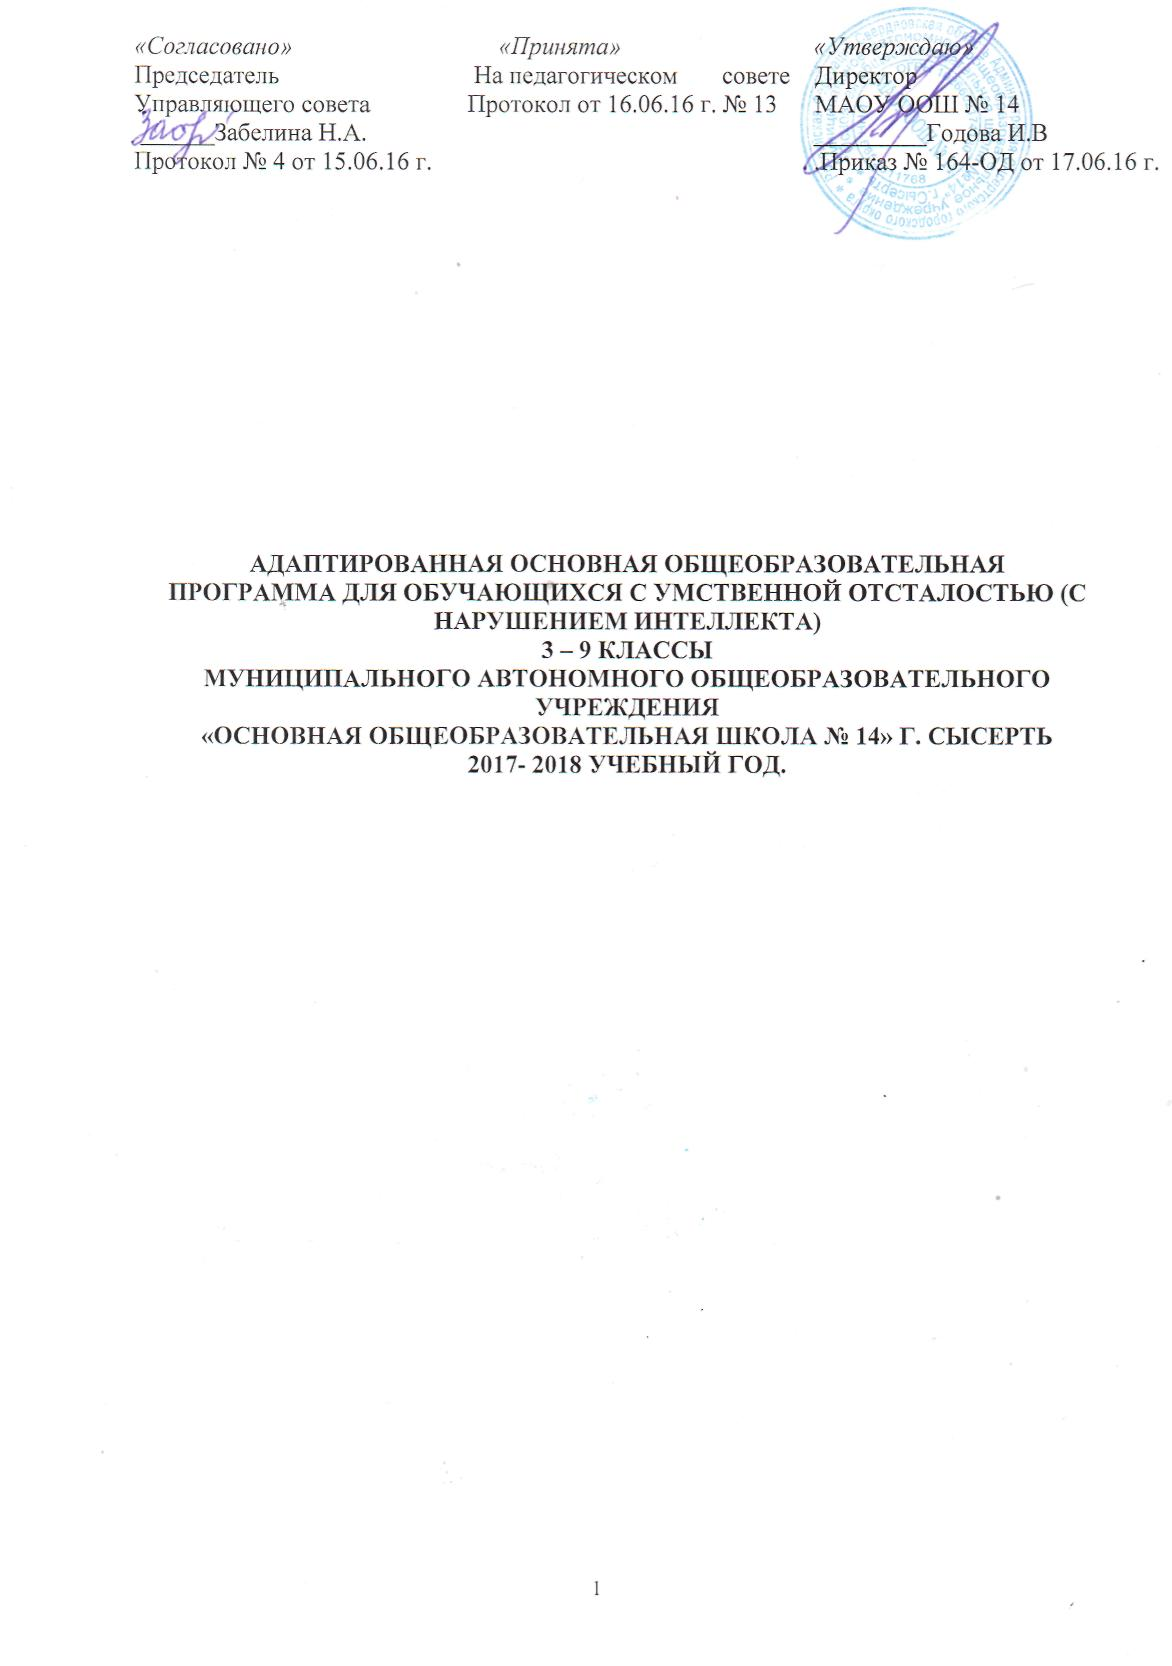 «Согласовано» «Принята» «Утверждаю»
Председатель На педагогическом совете Директор
Управляющего совета Протокол от 16.06.16 г. № 13 МАОУ ООШ № 14
Забелина Н.А. Годова И.В
Протокол № 4 от 15.06.16 г. Приказ № 164-ОД от 17.06.16 г.
АДАПТИРОВАННАЯ ОСНОВНАЯ ОБЩЕОБРАЗОВАТЕЛЬНАЯ
ПРОГРАММА ДЛЯ ОБУЧАЮЩИХСЯ С УМСТВЕННОЙ ОТСТАЛОСТЬЮ (С
НАРУШЕНИЕМ ИНТЕЛЛЕКТА)
3 – 9 КЛАССЫ
МУНИЦИПАЛЬНОГО АВТОНОМНОГО ОБЩЕОБРАЗОВАТЕЛЬНОГО
УЧРЕЖДЕНИЯ
«ОСНОВНАЯ ОБЩЕОБРАЗОВАТЕЛЬНАЯ ШКОЛА № 14» Г. СЫСЕРТЬ
2017- 2018 УЧЕБНЫЙ ГОД.
1